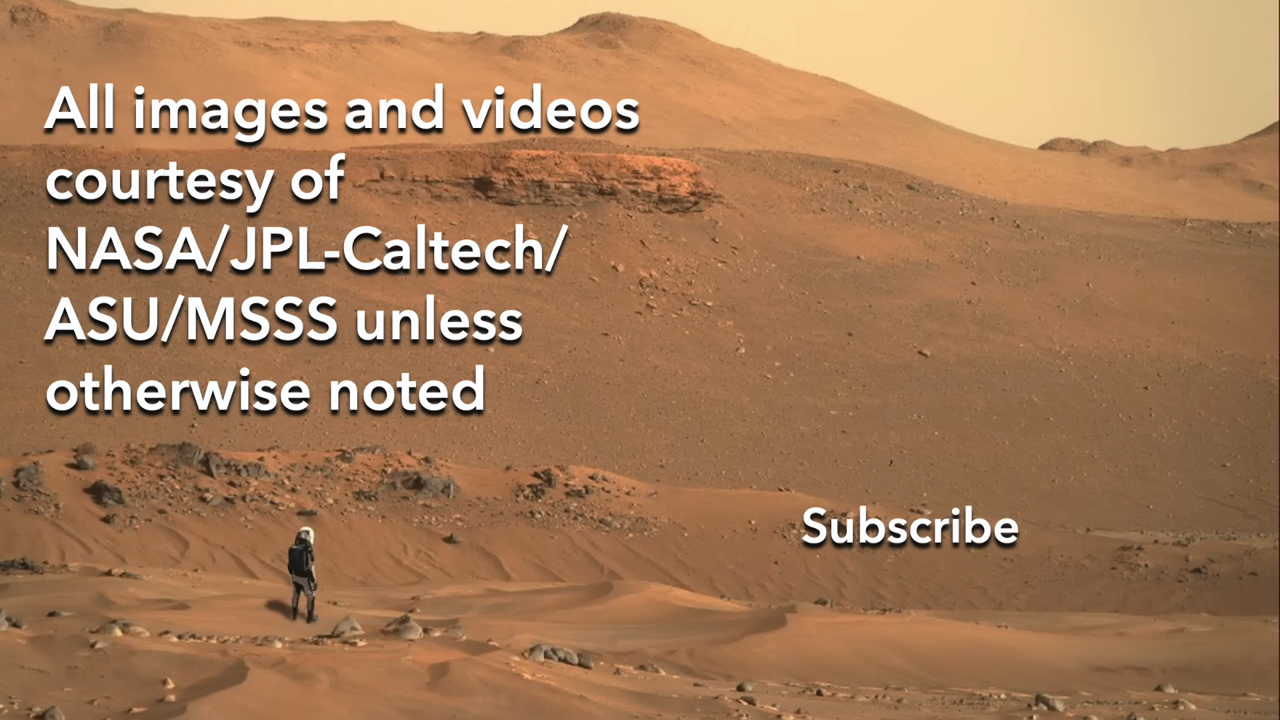 All images and videos
courtesy of
NASA/JPL-Caltech/
ASU/MSSS unless
otherwise noted
Subscribe